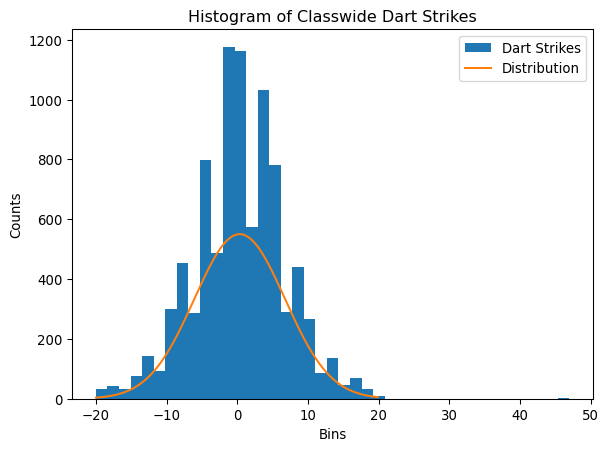 Histogram of Classwide Dart Strikes
1200
1000
800
600
400
200
0
Counts
Dart Strikes
Distribution
−20 −10 0 10 20 30 40 50
Bins